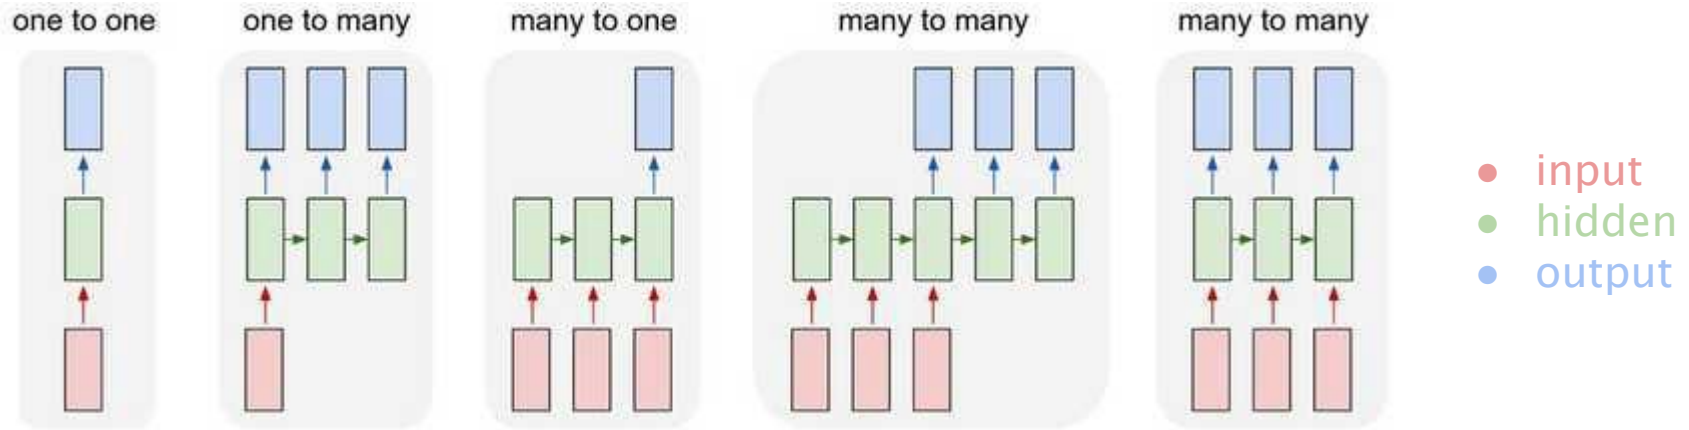 one to one
one to many
many to one
many to many
many to many
input
hidden
output